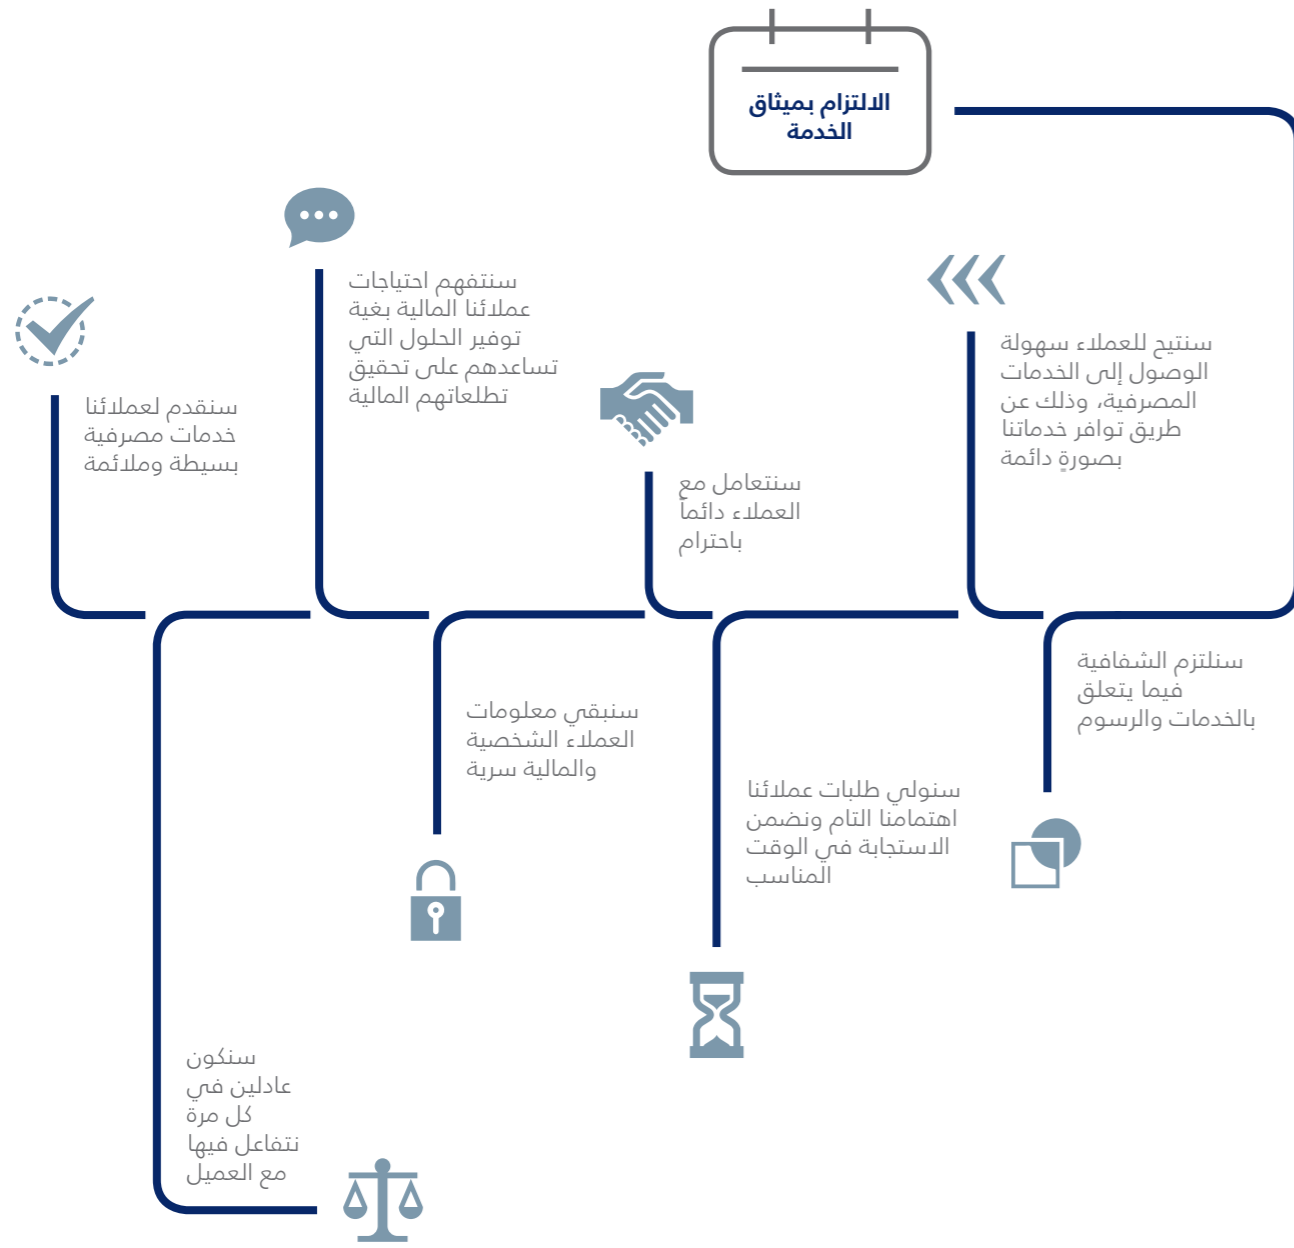 الالتزام بميثاق
الخدمة
سنلتزم الشفافية
فيما يتعلق
بالخدمات والرسوم
سنتيح للعملاء سهولة
الوصول إلى الخدمات
المصرفية، وذلك عن
طريق توافر خدماتنا
بصورةٍ دائمة
سنولي طلبات عملائنا
اهتمامنا التام ونضمن
الاستجابة في الوقت
المناسب
سنتعامل مع
العملاء دائماً
باحترام
سنبقي معلومات
العملاء الشخصية
والمالية سرية
سنتفهم احتياجات
عملائنا المالية بغية
توفير الحلول التي
تساعدهم على تحقيق
تطلعاتهم المالية
سنكون
عادلين في
كل مرة
نتفاعل فيها
مع العميل
سنقدم لعملائنا
خدمات مصرفية
بسيطة وملائمة